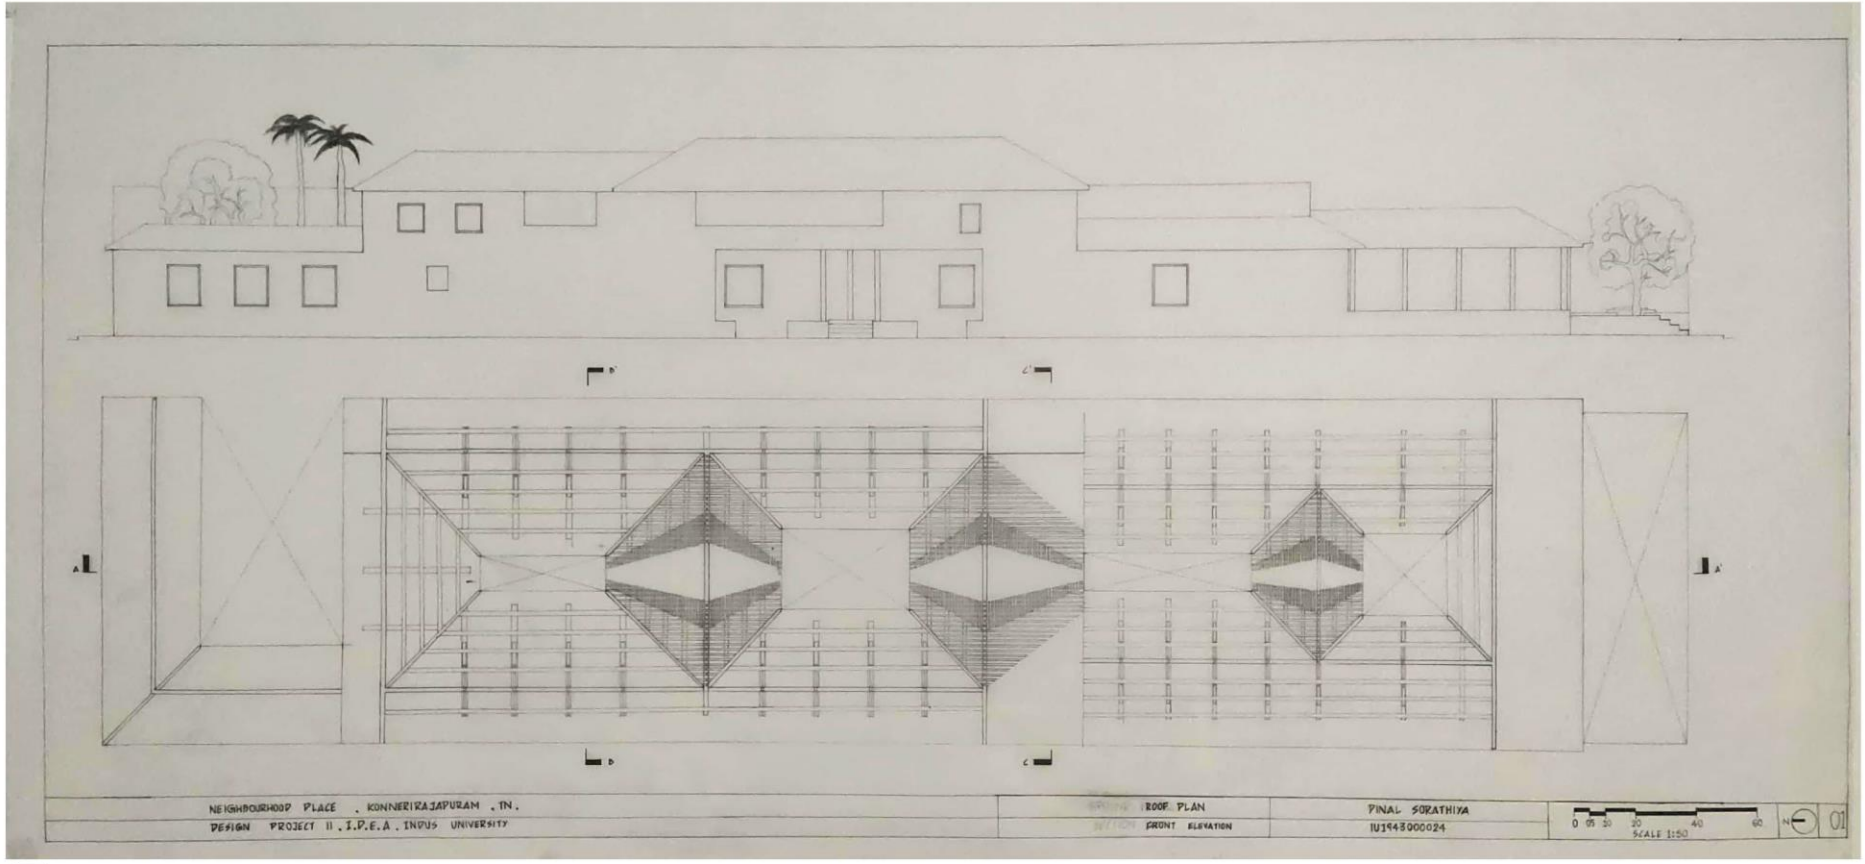 D'
C'
A
A'
D
C
NEIGHBOURHOOD PLACE . KONNERIRAJAPURAM . TN.
DESIGN PROJECT II . I.D.E.A . INDUS UNIVERSITY
ROOF PLAN
FRONT ELEVATION
PINAL SORATHIYA
IU1943000024
0 05 10 20 40 60
SCALE 1:50
N
01